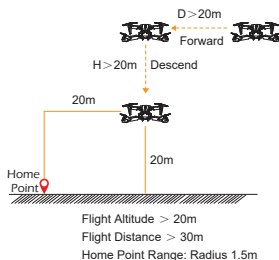 D＞20m
Forward
H＞20m Descend
20m
20m
Home
Point
Flight Altitude ＞ 20m
Flight Distance ＞ 30m
Home Point Range: Radius 1.5m